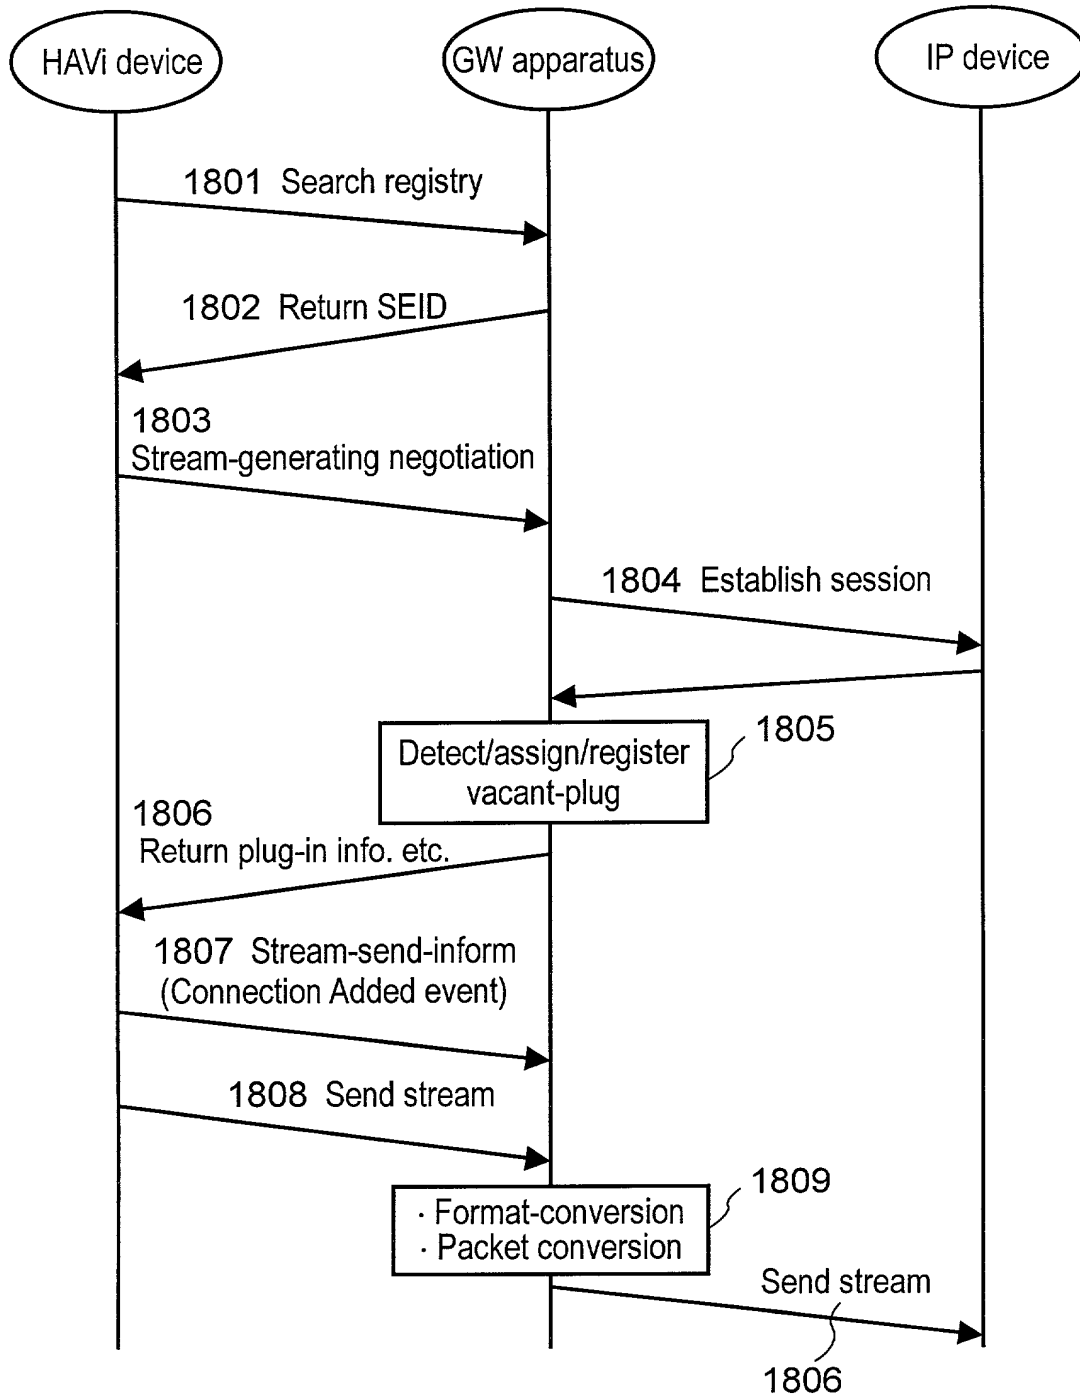 HAVi device
GW apparatus
IP device
1801 Search registry
1802 Return SEID
1803
Stream-generating negotiation
1804 Establish session
1805
Detect/assign/register
vacant-plug
1806
Return plug-in info. etc.
1807 Stream-send-inform
(Connection Added event)
1808 Send stream
1809
· Format-conversion
· Packet conversion
Send stream
1806